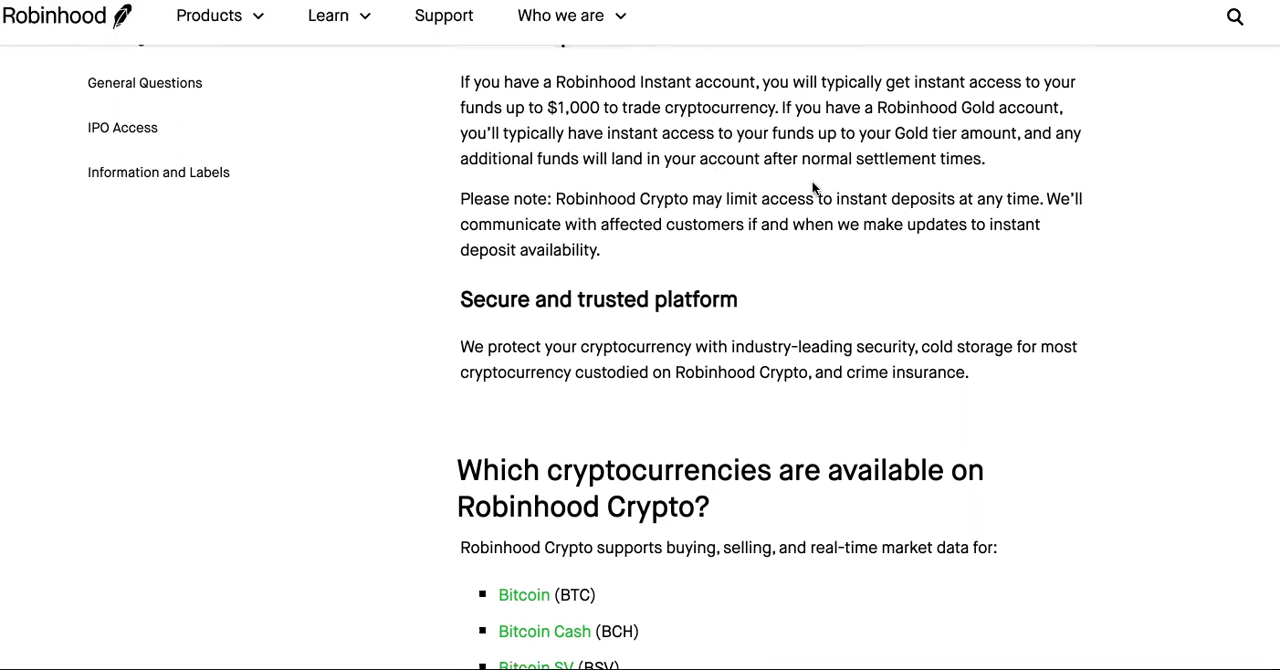 Robinhood Products Learn Support Who we are
General Questions
IPO Access
Information and Labels
If you have a Robinhood Instant account, you will typically get instant access to your
funds up to $1,000 to trade cryptocurrency. If you have a Robinhood Gold account,
you’ll typically have instant access to your funds up to your Gold tier amount, and any
additional funds will land in your account after normal settlement times.
Please note: Robinhood Crypto may limit access to instant deposits at any time. We’ll
communicate with affected customers if and when we make updates to instant
deposit availability.
Secure and trusted platform
We protect your cryptocurrency with industry-leading security, cold storage for most
cryptocurrency custodied on Robinhood Crypto, and crime insurance.
Which cryptocurrencies are available on
Robinhood Crypto?
Robinhood Crypto supports buying, selling, and real-time market data for:
▪ Bitcoin (BTC)
▪ Bitcoin Cash (BCH)
▪ Bitcoin SV (BSV)